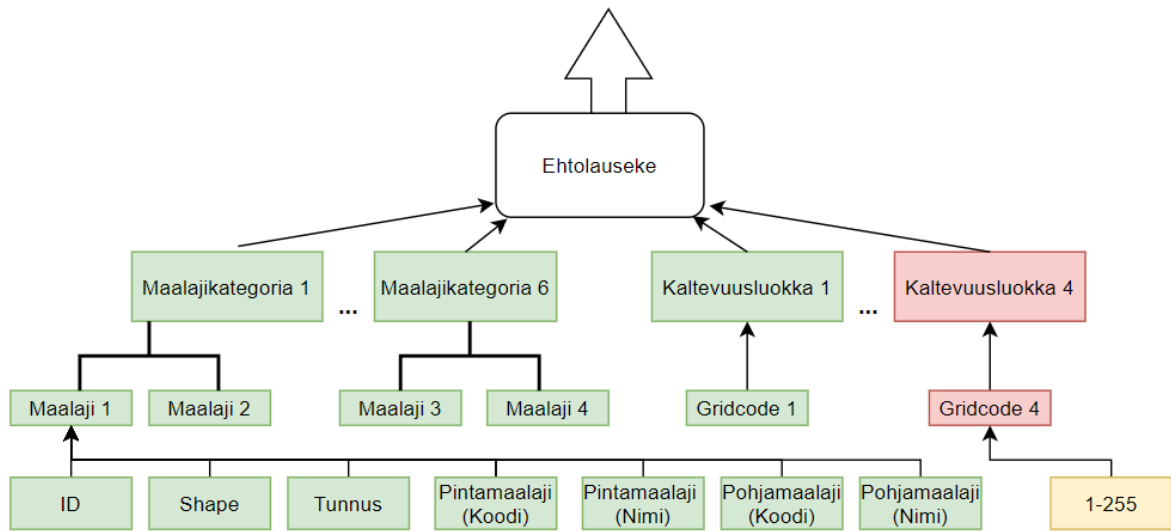 Ehtolauseke
Maalajikategoria 1
...
Maalajikategoria 6
Kaltevuusluokka 1
...
Kaltevuusluokka 4
Maalaji 1
Maalaji 2
Maalaji 3
Maalaji 4
Gridcode 1
Gridcode 4
ID
Shape
Tunnus
Pintamaalaji
(Koodi)
Pintamaalaji
(Nimi)
Pohjamaalaji
(Koodi)
Pohjamaalaji
(Nimi)
1-255